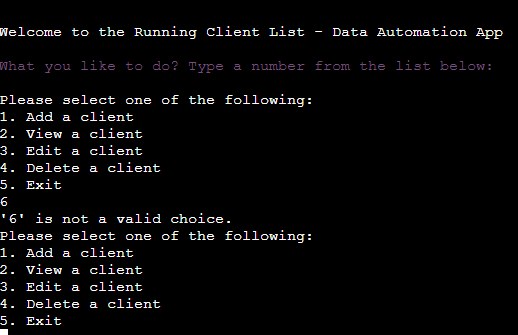 Welcome to the Running Client List - Data Automation App
What you like to do? Type a number from the list below:
Please select one of the following:
1. Add a client
2. View a client
3. Edit a client
4. Delete a client
5. Exit
6
'6' is not a valid choice.
Please select one of the following:
1. Add a client
2. View a client
3. Edit a client
4. Delete a client
5. Exit